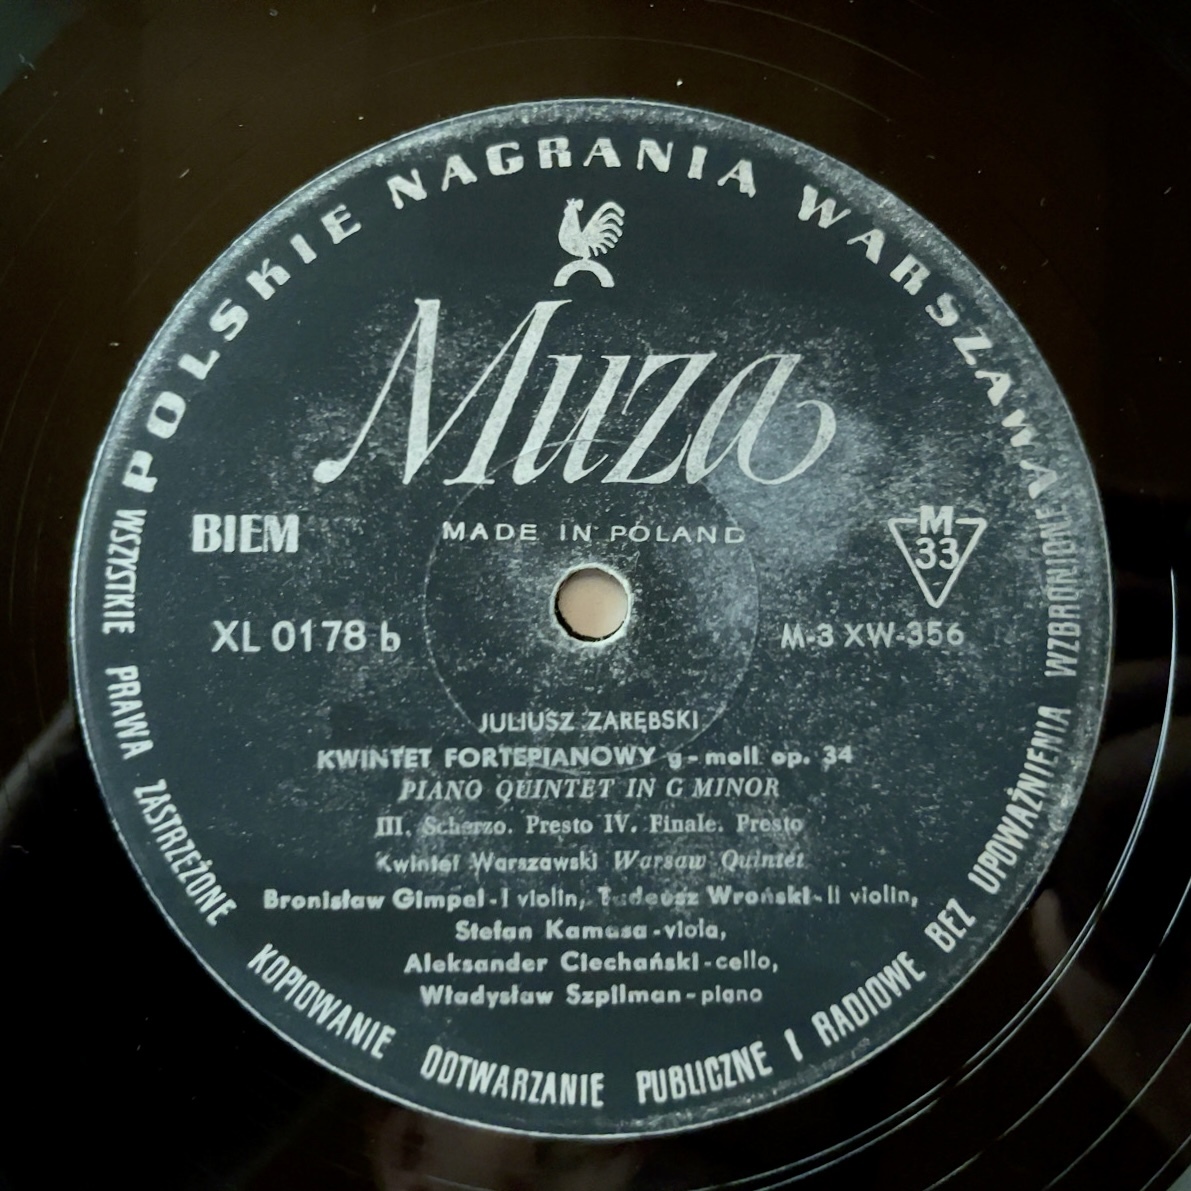 POLSKIE NAGRANIA WARSZAWA
Muza
BIEM
MADE IN POLAND
M
33
XL 0178 b
M-3 XW-356
JULIUSZ ZARĘBSKI
KWINTET FORTEPIANOWY g-moll op. 34
PIANO QUINTET IN G MINOR
III. Scherzo. Presto IV. Finale. Presto
Kwintet Warszawski Warsaw Quintet
Bronisław Gimpel - I violin, Tadeusz Wroński - II violin,
Stefan Kamasa - viola,
Aleksander Ciechański - cello,
Władysław Szpilman - piano
WSZYSTKIE PRAWA ZASTRZEŻONE KOPIOWANIE ODTWARZANIE PUBLICZNE I RADIOWE BEZ UPOWAŻNIENIA WZBRONIONE